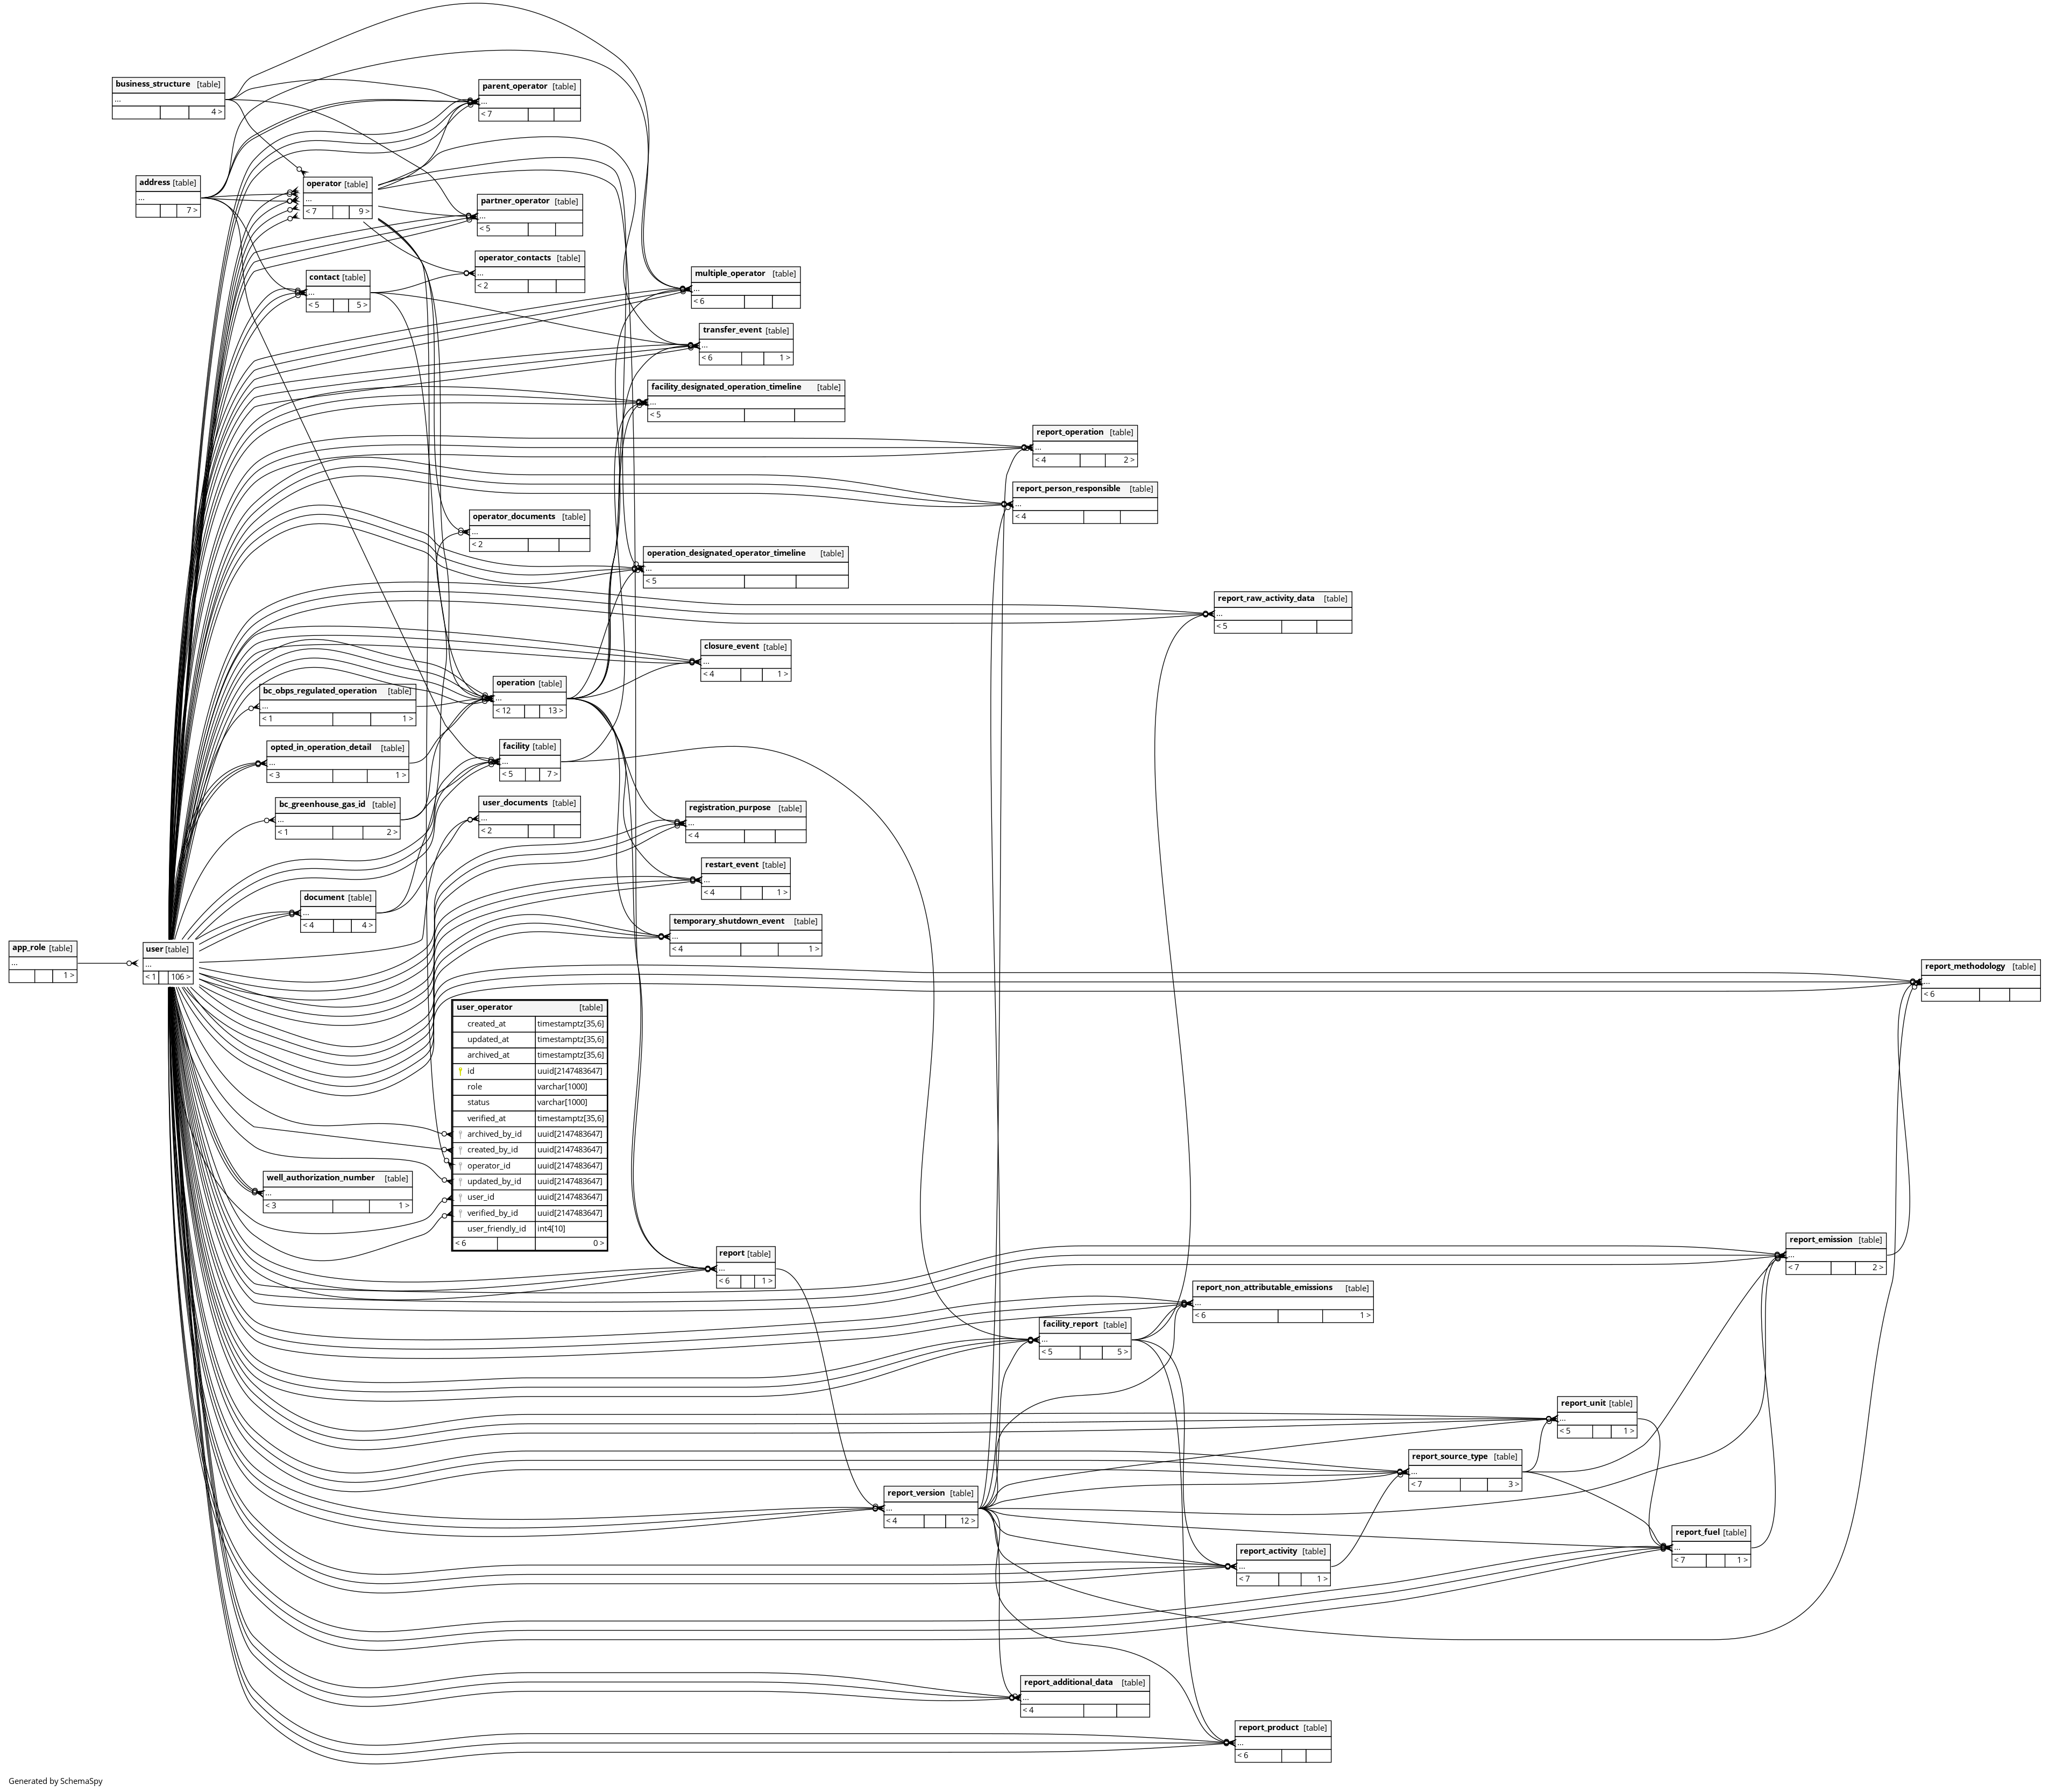 business_structure [table]
...
4 >
parent_operator [table]
...
< 7
address [table]
...
7 >
operator [table]
...
< 7 9 >
partner_operator [table]
...
< 5
operator_contacts [table]
...
< 2
contact [table]
...
< 5 5 >
multiple_operator [table]
...
< 6
transfer_event [table]
...
< 6 1 >
facility_designated_operation_timeline [table]
...
< 5
report_operation [table]
...
< 4 2 >
report_person_responsible [table]
...
< 4
operator_documents [table]
...
< 2
operation_designated_operator_timeline [table]
...
< 5
report_raw_activity_data [table]
...
< 5
closure_event [table]
...
< 4 1 >
operation [table]
...
< 12 13 >
bc_obps_regulated_operation [table]
...
< 1 1 >
opted_in_operation_detail [table]
...
< 3 1 >
facility [table]
...
< 5 7 >
bc_greenhouse_gas_id [table]
...
< 1 2 >
user_documents [table]
...
< 2
registration_purpose [table]
...
< 4
restart_event [table]
...
< 4 1 >
document [table]
...
< 4 4 >
temporary_shutdown_event [table]
...
< 4 1 >
app_role [table]
...
1 >
user [table]
...
< 1 106 >
report_methodology [table]
...
< 6
user_operator [table]
created_at timestamptz[35,6]
updated_at timestamptz[35,6]
archived_at timestamptz[35,6]
id uuid[2147483647]
role varchar[1000]
status varchar[1000]
verified_at timestamptz[35,6]
archived_by_id uuid[2147483647]
created_by_id uuid[2147483647]
operator_id uuid[2147483647]
updated_by_id uuid[2147483647]
user_id uuid[2147483647]
verified_by_id uuid[2147483647]
user_friendly_id int4[10]
< 6 0 >
well_authorization_number [table]
...
< 3 1 >
report [table]
...
< 6 1 >
report_emission [table]
...
< 7 2 >
report_non_attributable_emissions [table]
...
< 6 1 >
facility_report [table]
...
< 5 5 >
report_unit [table]
...
< 5 1 >
report_source_type [table]
...
< 7 3 >
report_version [table]
...
< 4 12 >
report_fuel [table]
...
< 7 1 >
report_activity [table]
...
< 7 1 >
report_additional_data [table]
...
< 4
report_product [table]
...
< 6
Generated by SchemaSpy